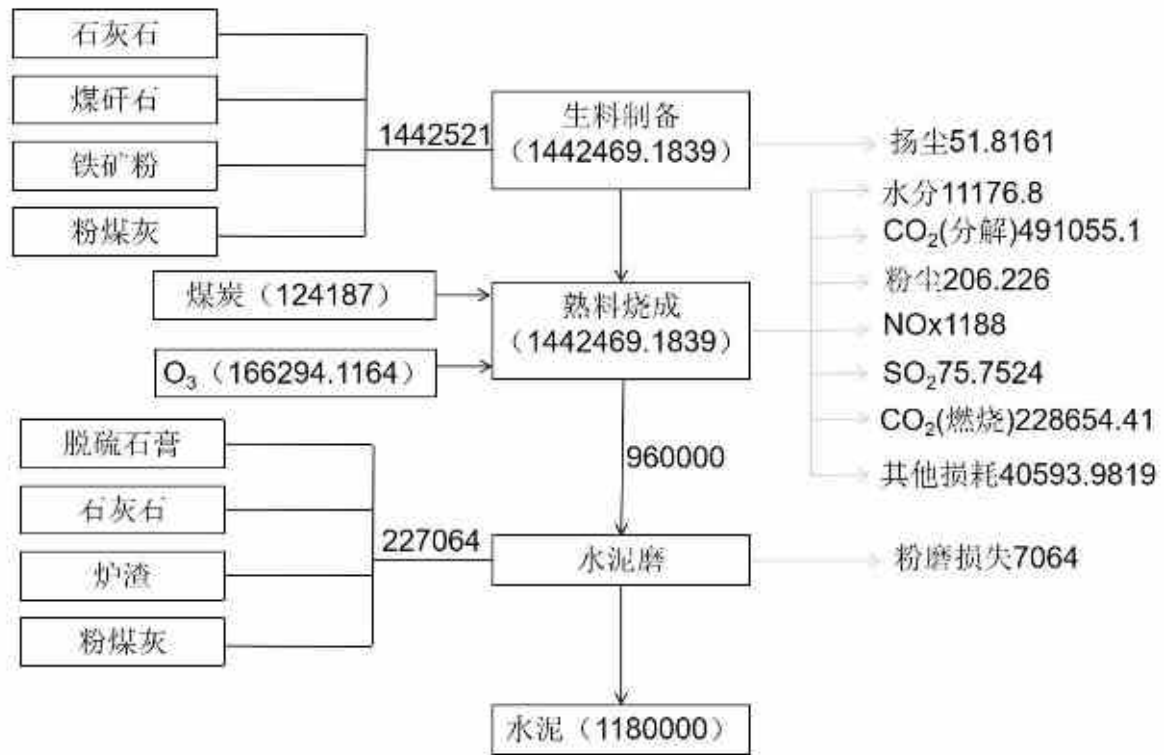 石灰石
煤矸石
铁矿粉
粉煤灰
1442521
生料制备
（1442469.1839）
扬尘51.8161
水分11176.8
CO₂(分解)491055.1
粉尘206.226
NOx1188
SO₂75.7524
CO₂(燃烧)228654.41
其他损耗40593.9819
煤炭（124187）
O₃（166294.1164）
熟料烧成
（1442469.1839）
960000
脱硫石膏
石灰石
炉渣
粉煤灰
227064
水泥磨
粉磨损失7064
水泥（1180000）